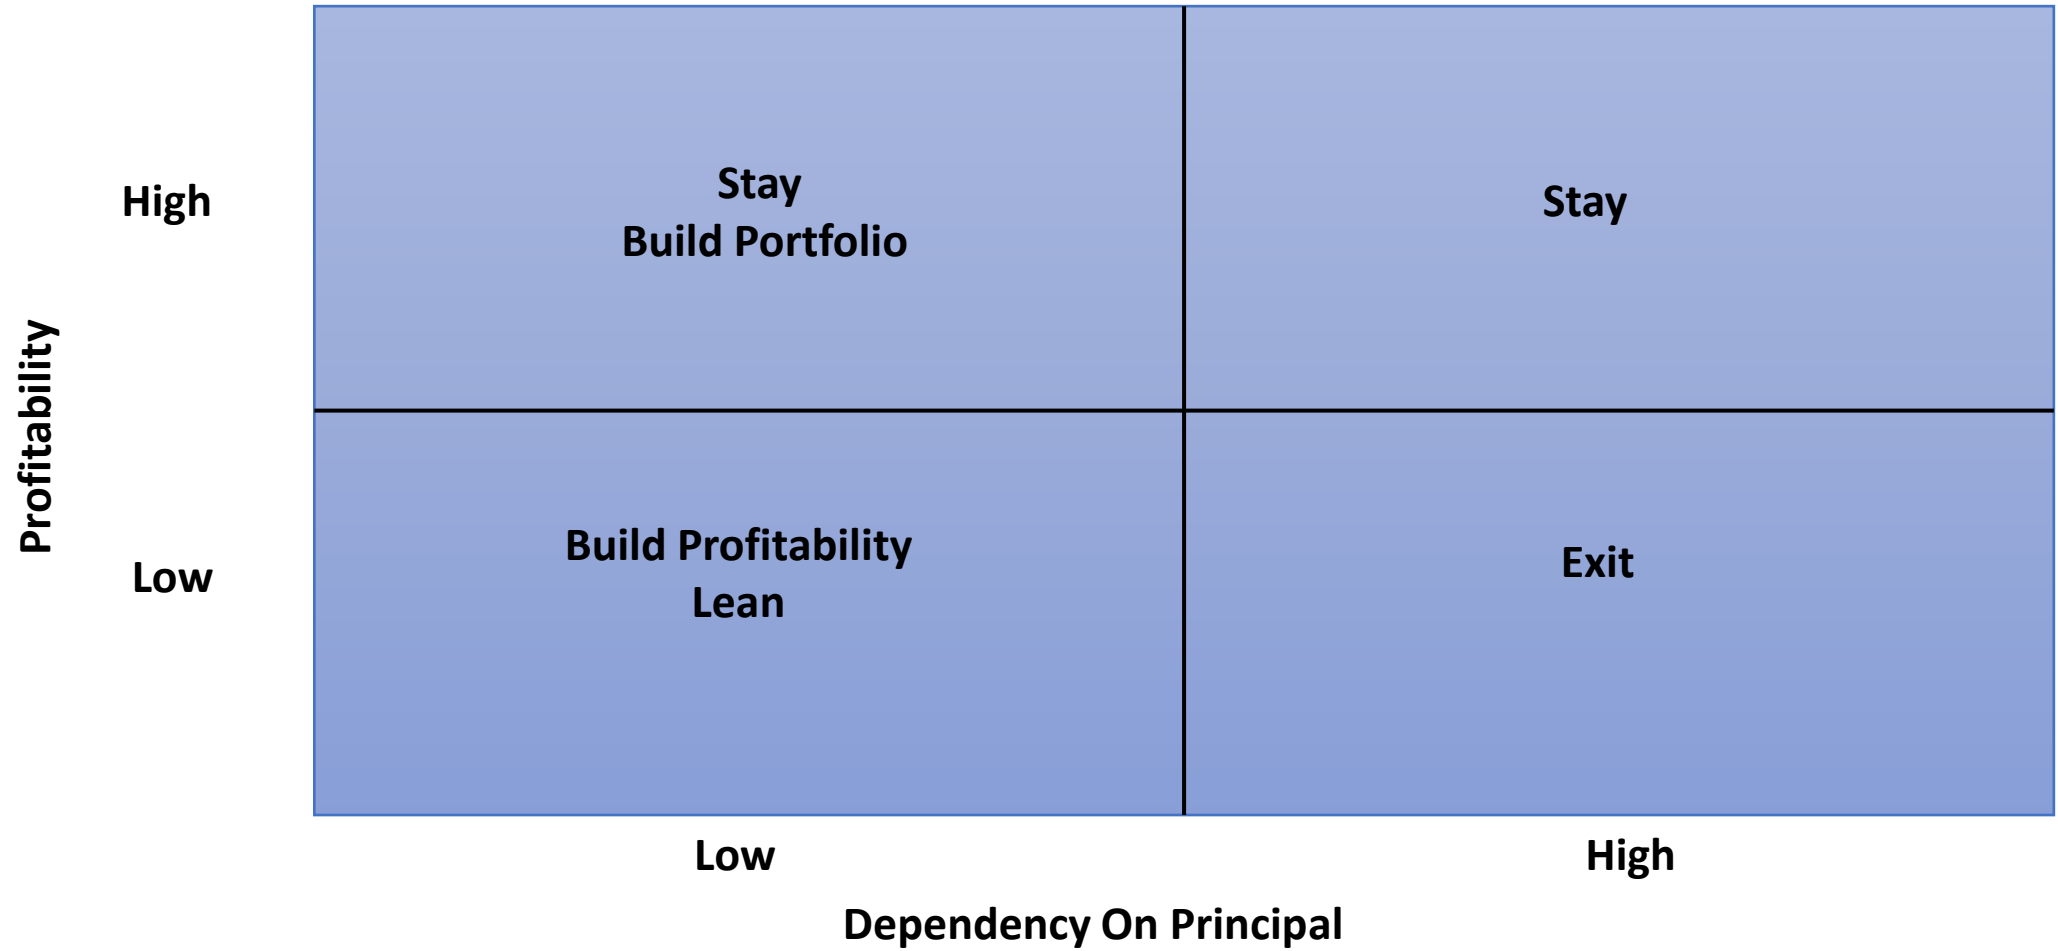 High
Stay
Build Portfolio
Stay
Profitability
Low
Build Profitability
Lean
Exit
Low
High
Dependency On Principal